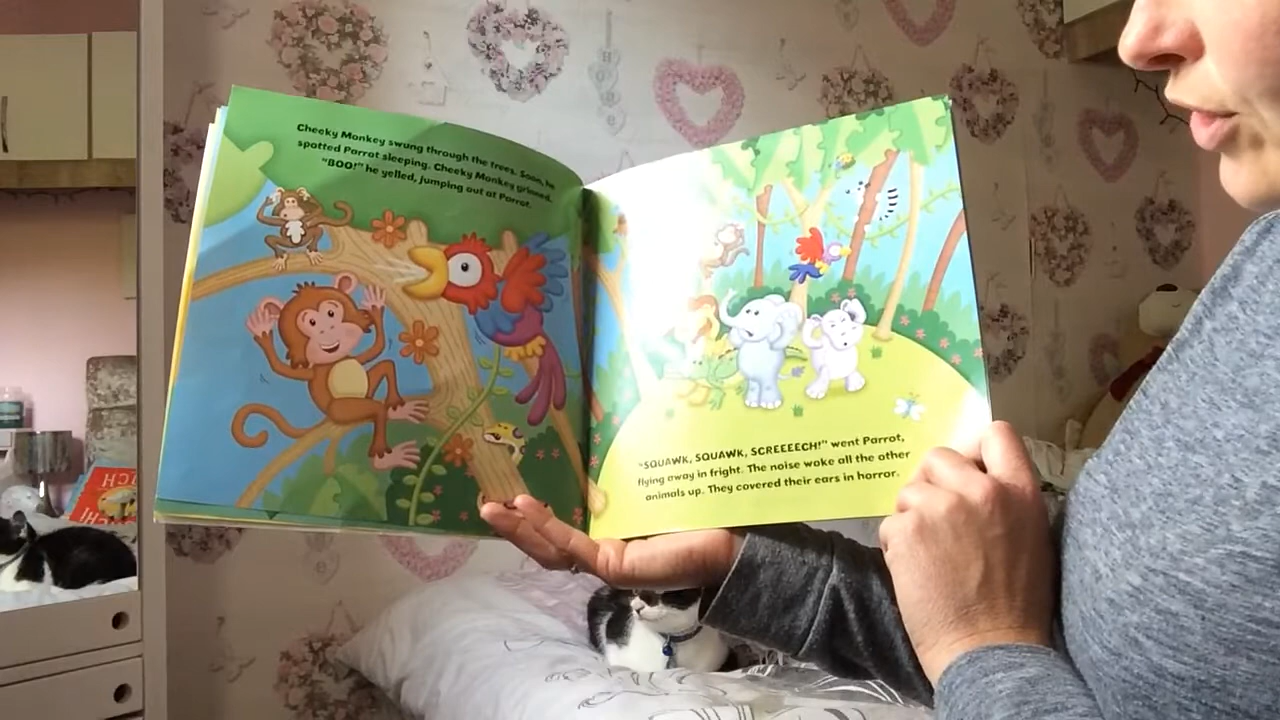 Cheeky Monkey swung through the trees. Soon, he
spotted Parrot sleeping. Cheeky Monkey grinned.
"BOO!" he yelled, jumping out at Parrot.
"SQUAWK, SQUAWK, SCREEEECH!" went Parrot,
flying away in fright. The noise woke all the other
animals up. They covered their ears in horror.